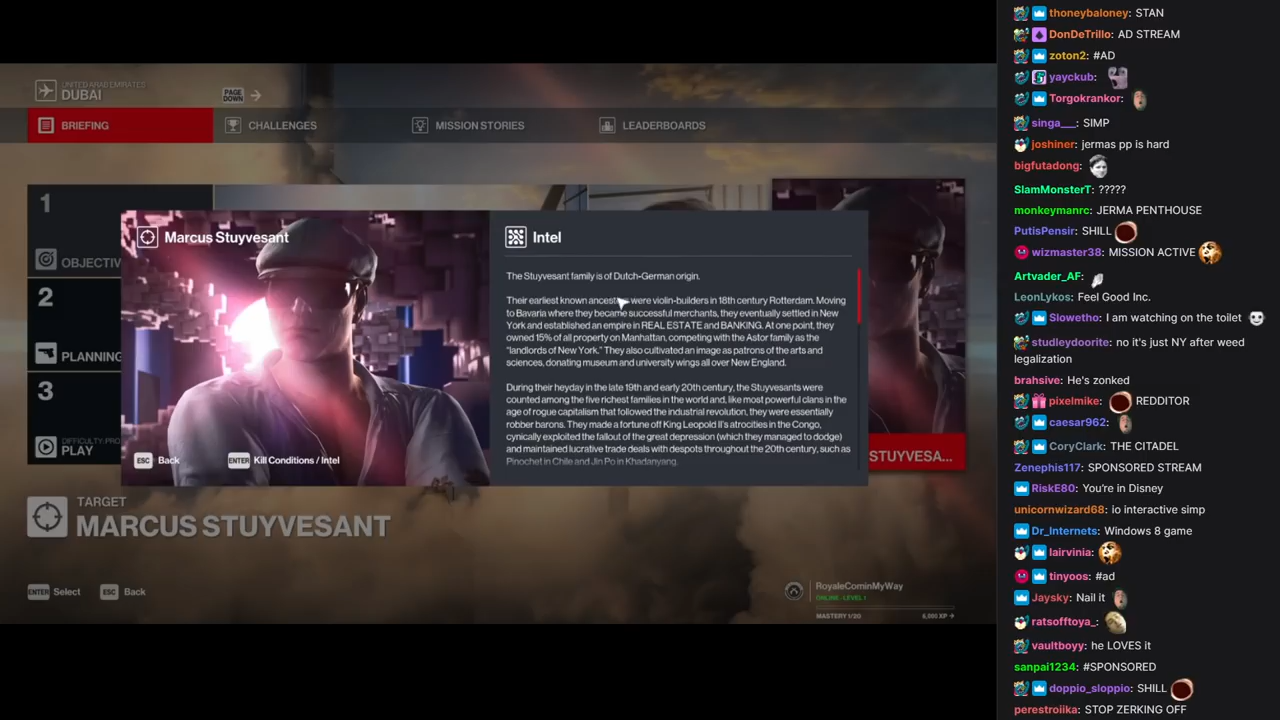 UNITED ARAB EMIRATES
DUBAI
PAGE DOWN
BRIEFING
CHALLENGES
MISSION STORIES
LEADERBOARDS
1
OBJECTIV
2
PLANNING
3
DIFFICULTY: PRO
PLAY
Marcus Stuyvesant
ESC Back
ENTER Kill Conditions / Intel
Intel
The Stuyvesant family is of Dutch-German origin.
Their earliest known ancestors were violin-builders in 18th century Rotterdam. Moving
to Bavaria where they became successful merchants, they eventually settled in New
York and established an empire in REAL ESTATE and BANKING. At one point, they
owned 15% of all property on Manhattan, competing with the Astor family as the
"landlords of New York." They also cultivated an image as patrons of the arts and
sciences, donating museum and university wings all over New England.
During their heyday in the late 19th and early 20th century, the Stuyvesants were
counted among the five richest families in the world and, like most powerful clans in the
age of rogue capitalism that followed the industrial revolution, they were essentially
robber barons. They made a fortune off King Leopold II's atrocities in the Congo,
cynically exploited the fallout of the great depression (which they managed to dodge)
and maintained lucrative trade deals with despots throughout the 20th century, such as
Pinochet in Chile and Jin Po in Khadanyang.
STUYVESA...
TARGET
MARCUS STUYVESANT
ENTER Select
ESC Back
RoyaleCominMyWay
ONLINE - LEVEL 1
MASTERY 1/20
6,000 XP
thoneybaloney: STAN
DonDeTrillo: AD STREAM
zoton2: #AD
yayckub:
Torgokrankor:
singa___: SIMP
joshiner: jermas pp is hard
bigfutadong:
SlamMonsterT: ?????
monkeymanrc: JERMA PENTHOUSE
PutisPensir: SHILL
wizmaster38: MISSION ACTIVE
Artvader_AF:
LeonLykos: Feel Good Inc.
Slowetho: I am watching on the toilet
studleydoorite: no it's just NY after weed
legalization
brahsive: He's zonked
pixelmike: REDDITOR
caesar962:
CoryClark: THE CITADEL
Zenephis117: SPONSORED STREAM
RiskE80: You're in Disney
unicornwizard68: io interactive simp
Dr_Internets: Windows 8 game
lairvinia:
tinyoos: #ad
Jaysky: Nail it
ratsofftoya_:
vaultboyy: he LOVES it
sanpai1234: #SPONSORED
doppio_sloppio: SHILL
perestroiika: STOP ZERKING OFF